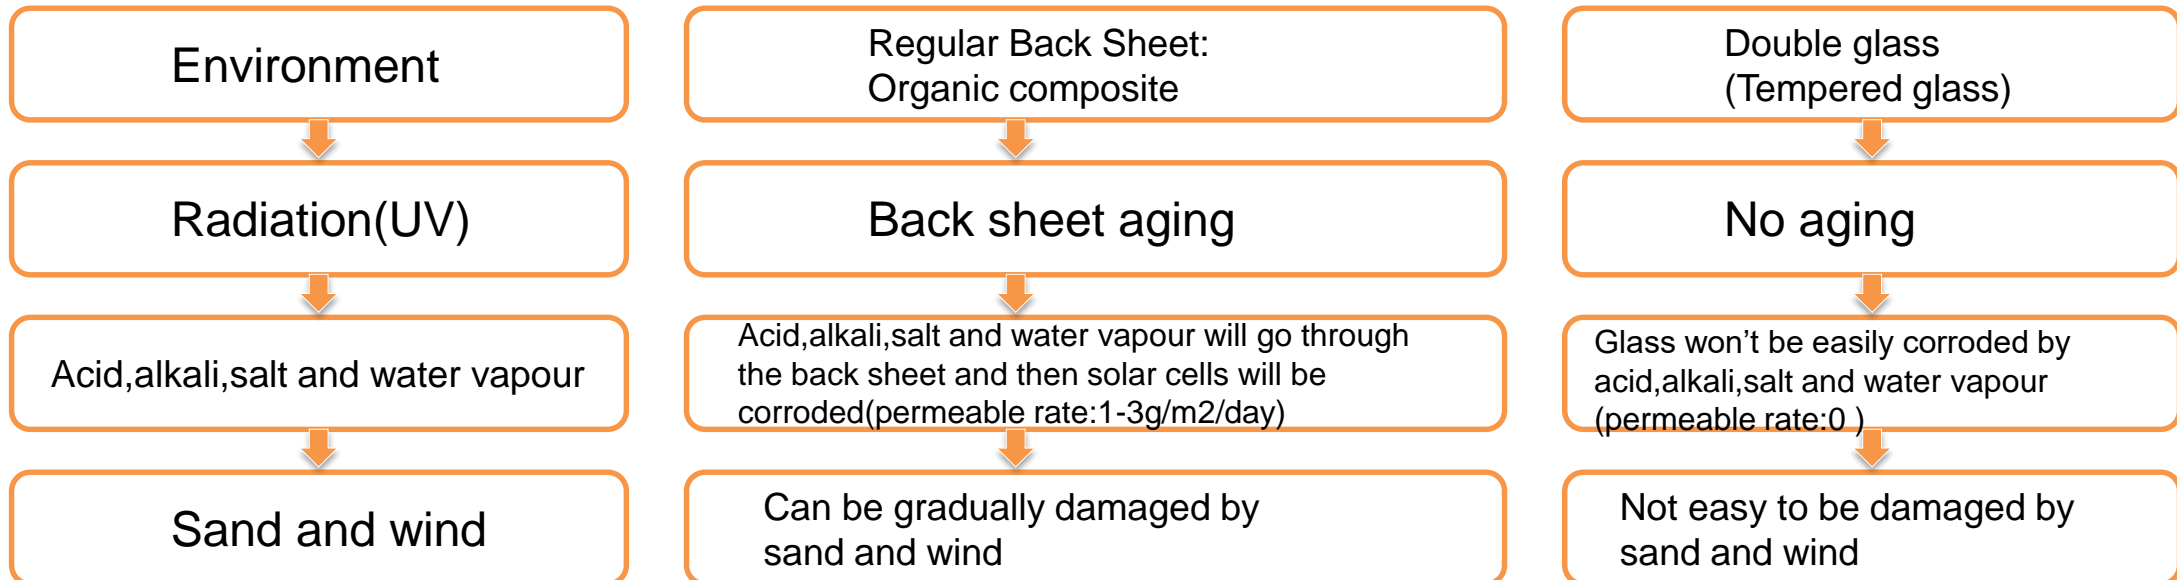 Environment
Regular Back Sheet:
Organic composite
Double glass
(Tempered glass)
Radiation(UV)
Back sheet aging
No aging
Acid,alkali,salt and water vapour
Acid,alkali,salt and water vapour will go through
the back sheet and then solar cells will be
corroded(permeable rate:1-3g/m2/day)
Glass won’t be easily corroded by
acid,alkali,salt and water vapour
(permeable rate:0 )
Sand and wind
Can be gradually damaged by
sand and wind
Not easy to be damaged by
sand and wind